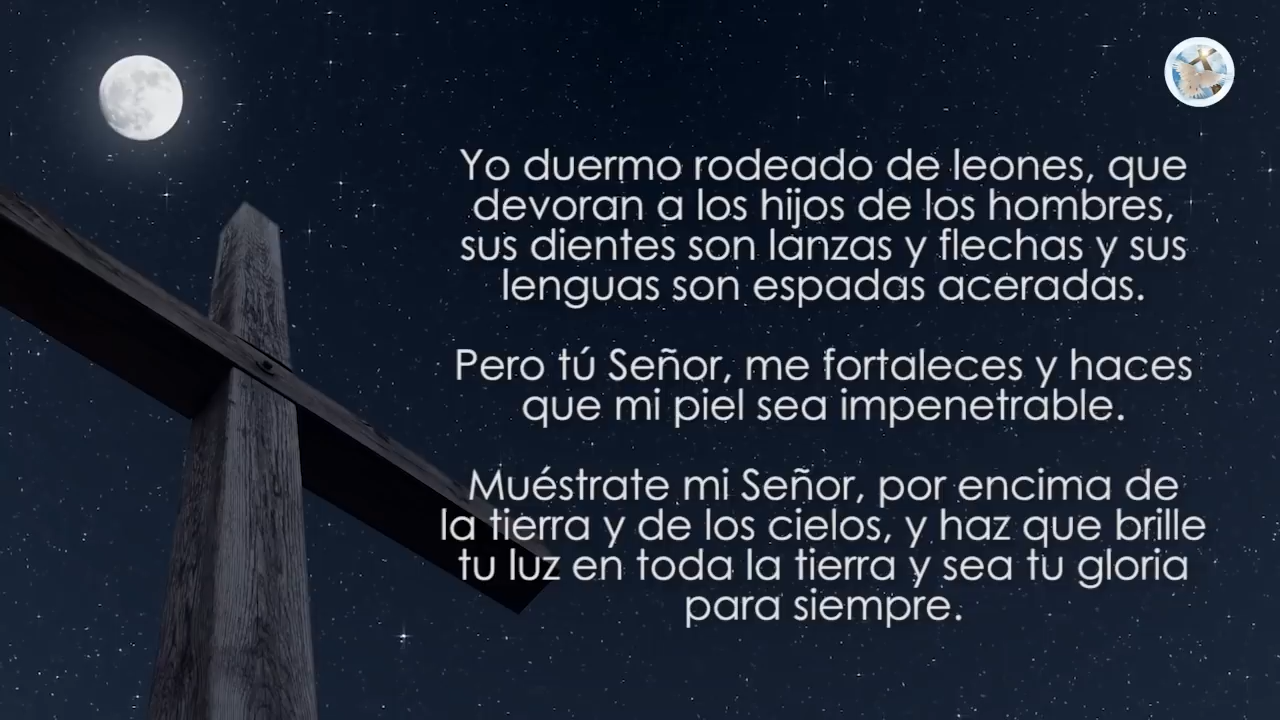 Yo duermo rodeado de leones, que
devoran a los hijos de los hombres,
sus dientes son lanzas y flechas y sus
lenguas son espadas aceradas.
Pero tú Señor, me fortaleces y haces
que mi piel sea impenetrable.
Muéstrate mi Señor, por encima de
la tierra y de los cielos, y haz que brille
tu luz en toda la tierra y sea tu gloria
para siempre.